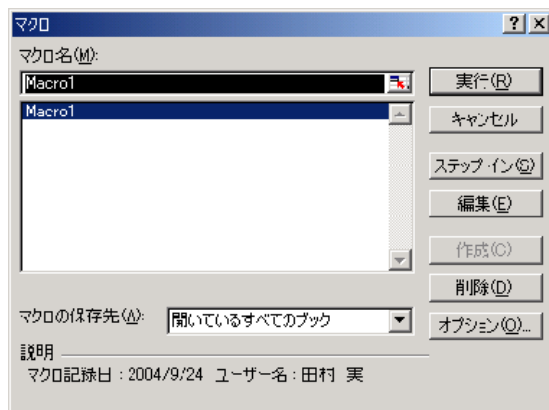 マクロ
マクロ名(M):
Macro1
Macro1
実行(R)
キャンセル
ステップ イン(S)
編集(E)
作成(C)
削除(D)
オプション(O)...
マクロの保存先(A):
開いているすべてのブック
説明
マクロ記録日 : 2004/9/24 ユーザー名 : 田村 実